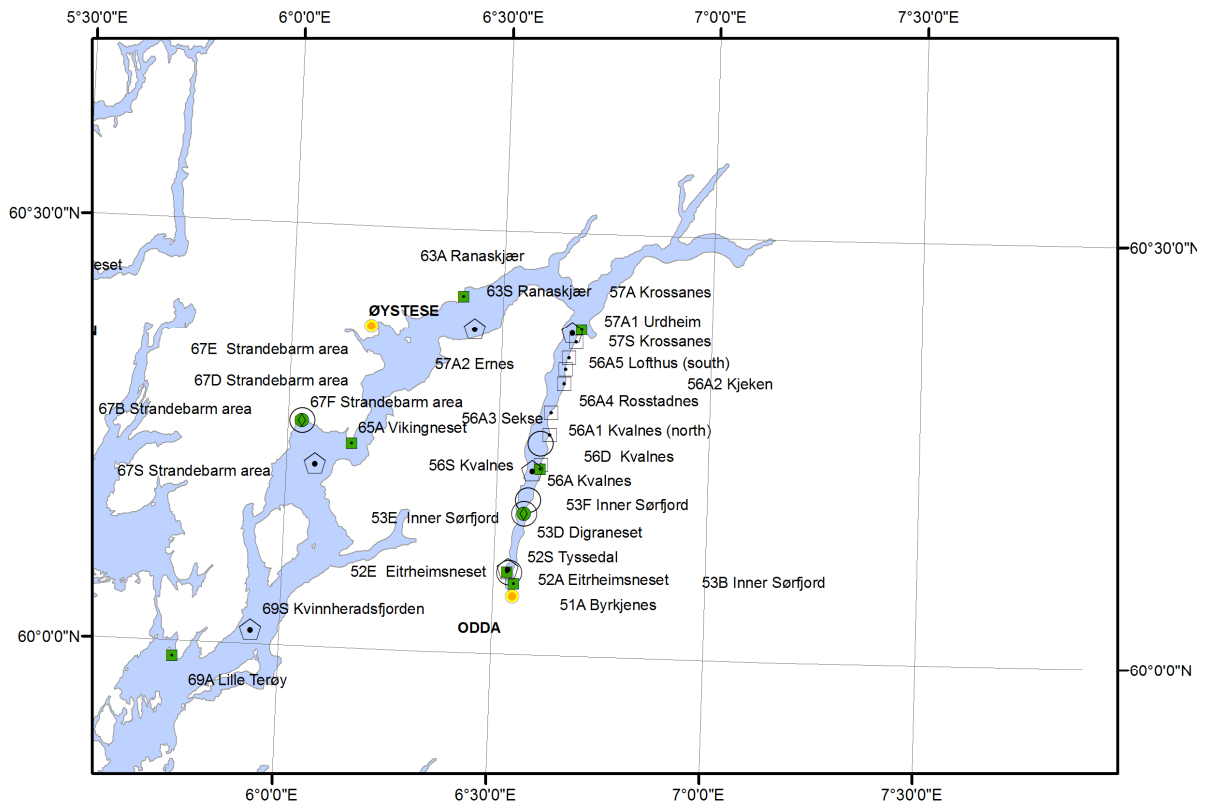 5°30'0"E 6°0'0"E 6°30'0"E 7°0'0"E 7°30'0"E
60°30'0"N
60°30'0"N
eset
63A Ranaskjær
63S Ranaskjær
57A Krossanes
ØYSTESE
57A1 Urdheim
57S Krossanes
67E Strandebarm area
57A2 Ernes
56A5 Lofthus (south)
67D Strandebarm area
56A2 Kjeken
67B Strandebarm area
67F Strandebarm area
56A4 Rosstadnes
56A3 Sekse
65A Vikingneset
56A1 Kvalnes (north)
67S Strandebarm area
56S Kvalnes
56D Kvalnes
56A Kvalnes
53F Inner Sørfjord
53E Inner Sørfjord
53D Digraneset
52S Tyssedal
52E Eitrheimsneset
52A Eitrheimsneset
53B Inner Sørfjord
69S Kvinnheradsfjorden
51A Byrkjenes
ODDA
60°0'0"N
60°0'0"N
69A Lille Terøy
6°0'0"E 6°30'0"E 7°0'0"E 7°30'0"E